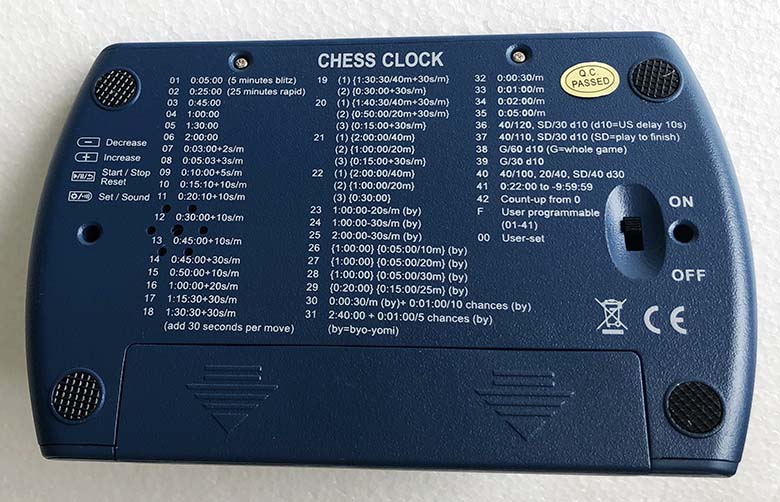 CHESS CLOCK
Q.C.
PASSED
01 0:05:00 (5 minutes blitz)
02 0:25:00 (25 minutes rapid)
03 0:45:00
04 1:00:00
05 1:30:00
06 2:00:00
07 0:03:00+2s/m
08 0:05:03+3s/m
09 0:10:00+5s/m
10 0:15:10+10s/m
11 0:20:10+10s/m
12 0:30:00+10s/m
13 0:45:00+10s/m
14 0:45:00+30s/m
15 0:50:00+10s/m
16 1:00:00+20s/m
17 1:15:30+30s/m
18 1:30:30+30s/m
(add 30 seconds per move)
- Decrease
+ Increase
Start / Stop
Reset
Set / Sound
19 (1) {1:30:30/40m+30s/m}
(2) {0:30:00+30s/m}
20 (1) {1:40:30/40m+30s/m}
(2) {0:50:00/20m+30s/m}
(3) {0:15:00+30s/m}
21 (1) {2:00:00/40m}
(2) {1:00:00/20m}
(3) {0:15:00+30s/m}
22 (1) {2:00:00/40m}
(2) {1:00:00/20m}
(3) {0:30:00}
23 1:00:00-20s/m (by)
24 1:00:00-30s/m (by)
25 2:00:00-30s/m (by)
26 {1:00:00} {0:05:00/10m} (by)
27 {1:00:00} {0:05:00/20m} (by)
28 {1:00:00} {0:05:00/30m} (by)
29 {0:20:00} {0:15:00/25m} (by)
30 0:00:30/m (by)+ 0:01:00/10 chances (by)
31 2:40:00 + 0:01:00/5 chances (by)
(by=byo-yomi)
32 0:00:30/m
33 0:01:00/m
34 0:02:00/m
35 0:05:00/m
36 40/120, SD/30 d10 (d10=US delay 10s)
37 40/110, SD/30 d10 (SD=play to finish)
38 G/60 d10 (G=whole game)
39 G/30 d10
40 40/100, 20/40, SD/40 d30
41 0:22:00 to -9:59:59
42 Count-up from 0
F User programmable
(01-41)
00 User-set
ON
OFF
CE